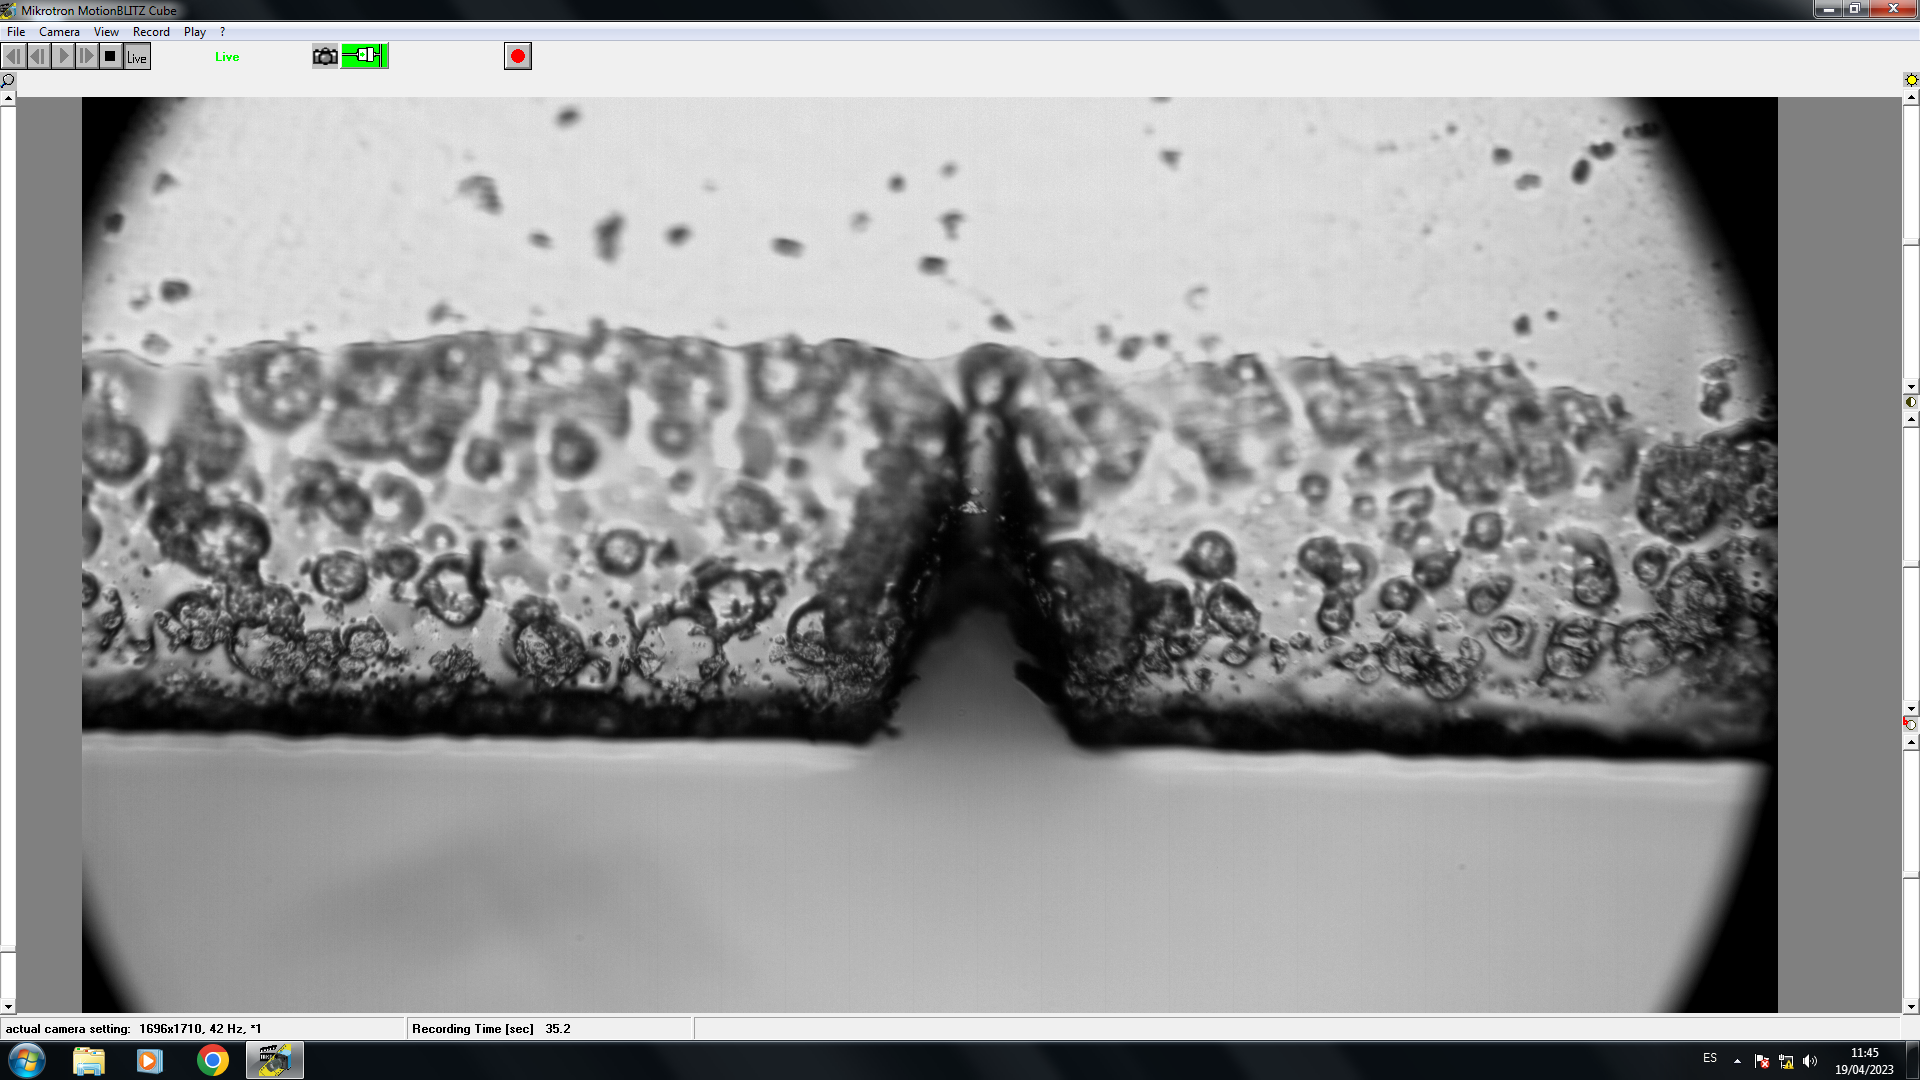 Mikrotron MotionBLITZ Cube
File Camera View Record Play ?
Live Live
actual camera setting: 1696x1710, 42 Hz, *1 Recording Time [sec] 35.2
ES 11:45
19/04/2023